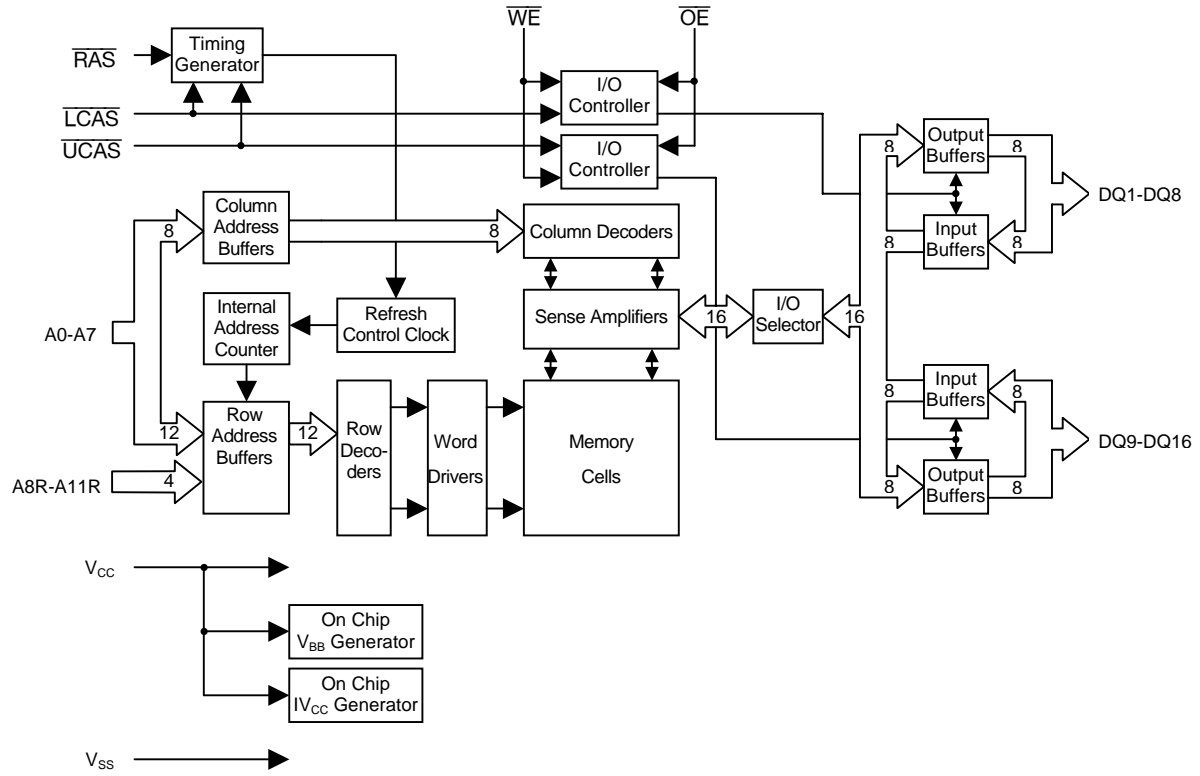 WE
OE
RAS
Timing
Generator
I/O
Controller
LCAS
UCAS
I/O
Controller
Output
Buffers
8
8
DQ1-DQ8
Column
Address
Buffers
8
8
Column Decoders
Input
Buffers
8
8
A0-A7
Internal
Address
Counter
Refresh
Control Clock
Sense Amplifiers
16
I/O
Selector
16
Row
Address
Buffers
12
12
Row
Deco-
ders
Word
Drivers
Memory
Cells
Input
Buffers
8
8
DQ9-DQ16
A8R-A11R
4
Output
Buffers
8
8
VCC
On Chip
VBB Generator
On Chip
IVCC Generator
VSS